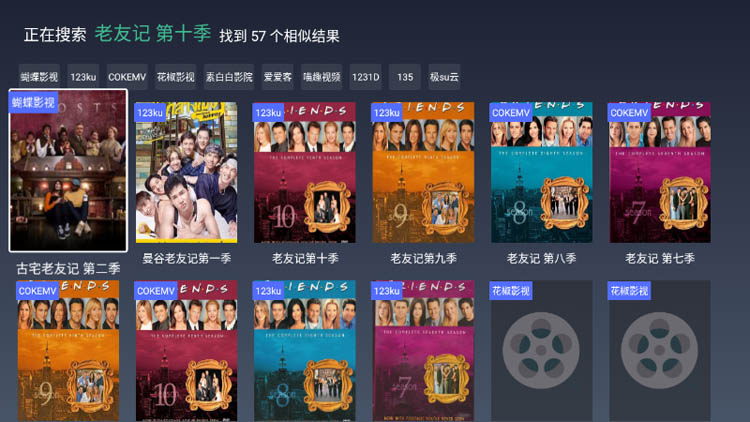 正在搜索 老友记 第十季 找到 57 个相似结果
蝴蝶影视 123ku COKEMV 花椒影视 素白白影院 爱爱客 嗨趣视频 1231D 135 极su云
蝴蝶影视 123ku 123ku 123ku COKEMV COKEMV
THE COMPLETE TENTH SEASON THE COMPLETE NINTH SEASON THE COMPLETE EIGHTH SEASON THE COMPLETE SEVENTH SEASON
10 season 9 season 8 season 7
古宅老友记 第二季 曼谷老友记第一季 老友记第十季 老友记第九季 老友记 第八季 老友记 第七季
COKEMV COKEMV 123ku 123ku 花椒影视 花椒影视
THE COMPLETE NINTH SEASON THE COMPLETE TENTH SEASON THE COMPLETE EIGHTH SEASON THE COMPLETE SEVENTH SEASON
9 10 8 season 7